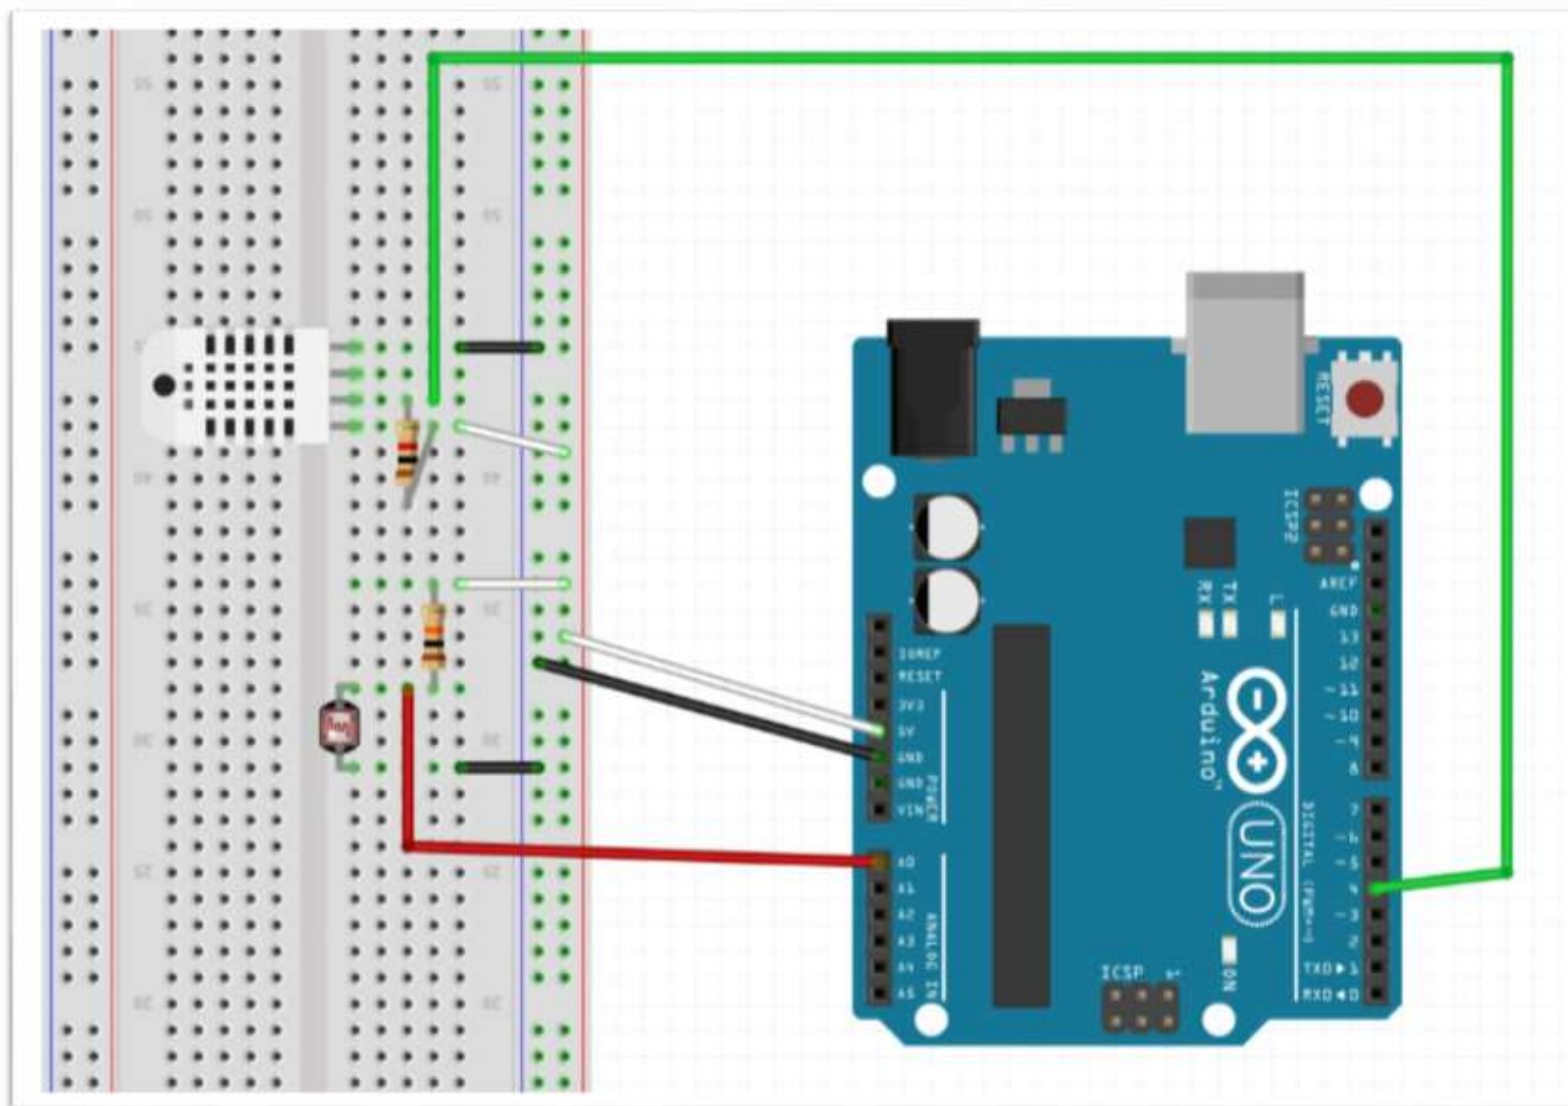 RESET
ICSP2
AREF
GND
13
12
~11
~10
~9
8
L
TX
RX
IOREF
RESET
3V3
5V
GND
GND
VIN
POWER
Arduino
UNO
A0
A1
A2
A3
A4
A5
ANALOG IN
7
~6
~5
4
~3
2
TXD▶1
RXD◀0
DIGITAL (PWM=~)
ICSP
ON